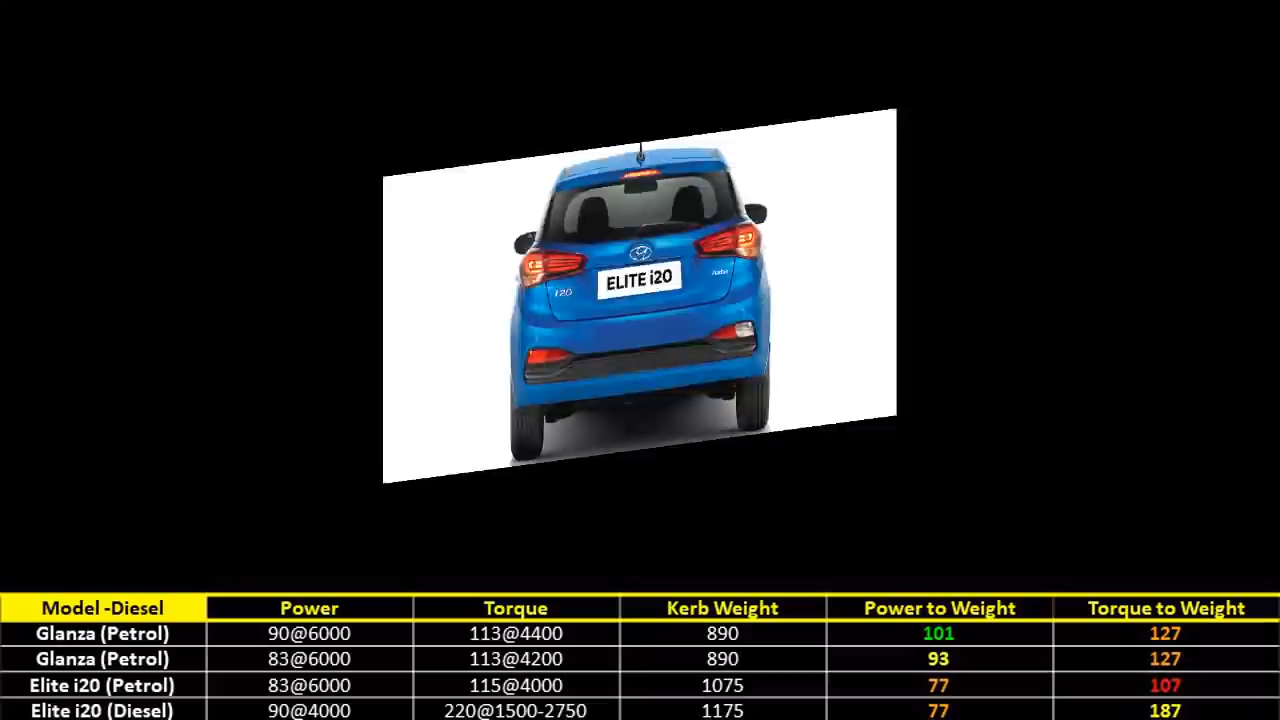 ELITE i20
i20
Model -Diesel Power Torque Kerb Weight Power to Weight Torque to Weight
Glanza (Petrol) 90@6000 113@4400 890 101 127
Glanza (Petrol) 83@6000 113@4200 890 93 127
Elite i20 (Petrol) 83@6000 115@4000 1075 77 107
Elite i20 (Diesel) 90@4000 220@1500-2750 1175 77 187